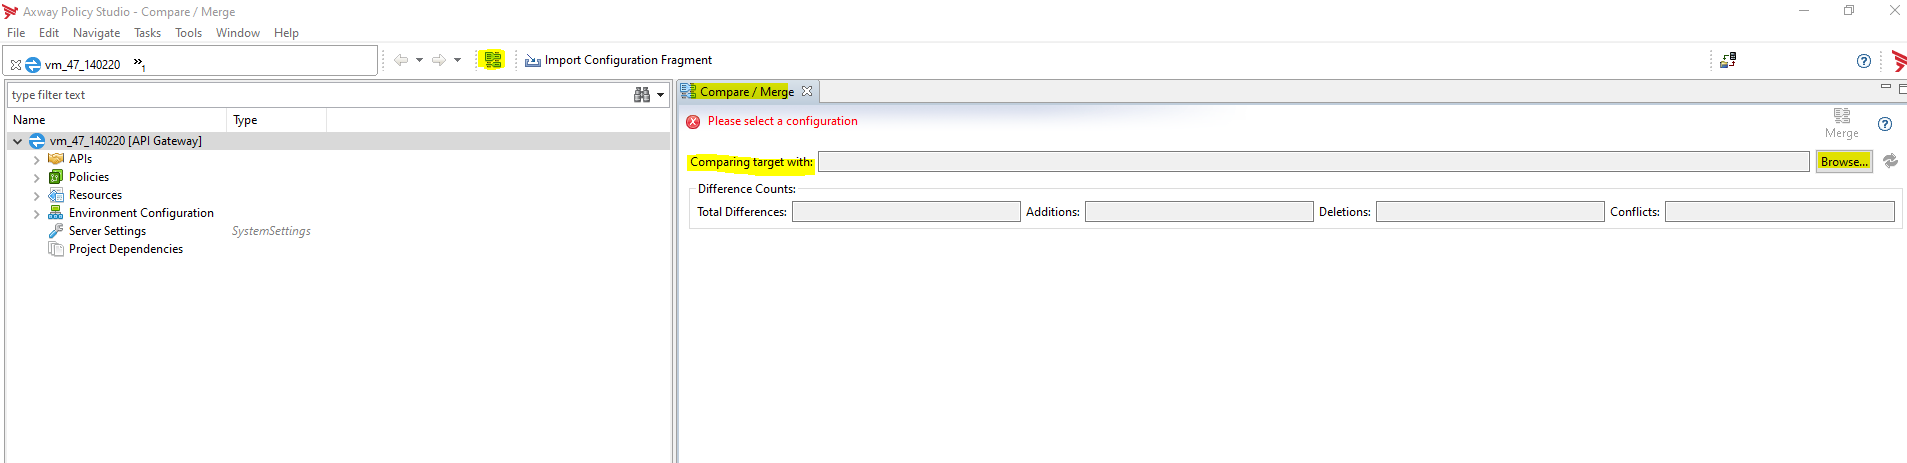 Axway Policy Studio - Compare / Merge
File Edit Navigate Tasks Tools Window Help
vm_47_140220 »1 Import Configuration Fragment
type filter text
Name Type
vm_47_140220 [API Gateway]
APIs
Policies
Resources
Environment Configuration
Server Settings SystemSettings
Project Dependencies
Compare / Merge
Please select a configuration
Merge
Comparing target with: Browse...
Difference Counts:
Total Differences: Additions: Deletions: Conflicts: